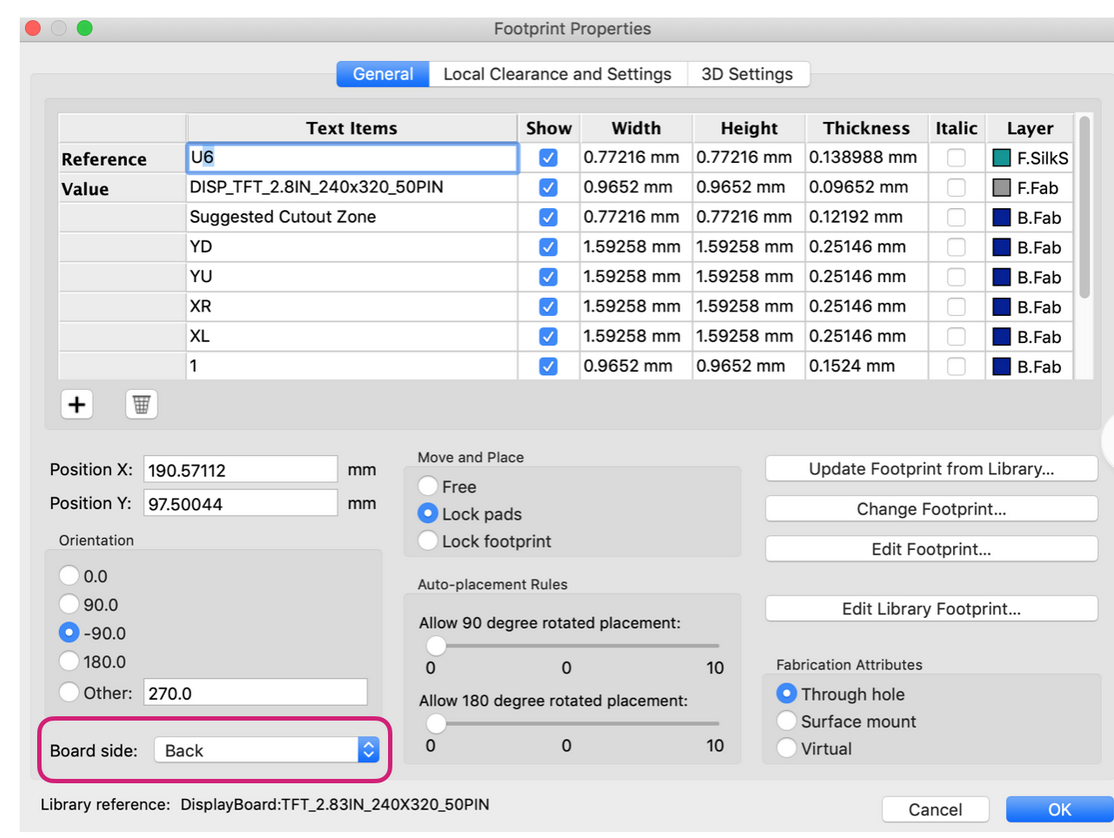 Footprint Properties
General Local Clearance and Settings 3D Settings
Text Items Show Width Height Thickness Italic Layer
Reference U6 0.77216 mm 0.77216 mm 0.138988 mm F.SilkS
Value DISP_TFT_2.8IN_240x320_50PIN 0.9652 mm 0.9652 mm 0.09652 mm F.Fab
Suggested Cutout Zone 0.77216 mm 0.77216 mm 0.12192 mm B.Fab
YD 1.59258 mm 1.59258 mm 0.25146 mm B.Fab
YU 1.59258 mm 1.59258 mm 0.25146 mm B.Fab
XR 1.59258 mm 1.59258 mm 0.25146 mm B.Fab
XL 1.59258 mm 1.59258 mm 0.25146 mm B.Fab
1 0.9652 mm 0.9652 mm 0.1524 mm B.Fab
+
Position X: 190.57112 mm
Position Y: 97.50044 mm
Orientation
0.0
90.0
-90.0
180.0
Other: 270.0
Board side: Back
Move and Place
Free
Lock pads
Lock footprint
Auto-placement Rules
Allow 90 degree rotated placement:
0 0 10
Allow 180 degree rotated placement:
0 0 10
Update Footprint from Library...
Change Footprint...
Edit Footprint...
Edit Library Footprint...
Fabrication Attributes
Through hole
Surface mount
Virtual
Library reference: DisplayBoard:TFT_2.83IN_240X320_50PIN
Cancel OK